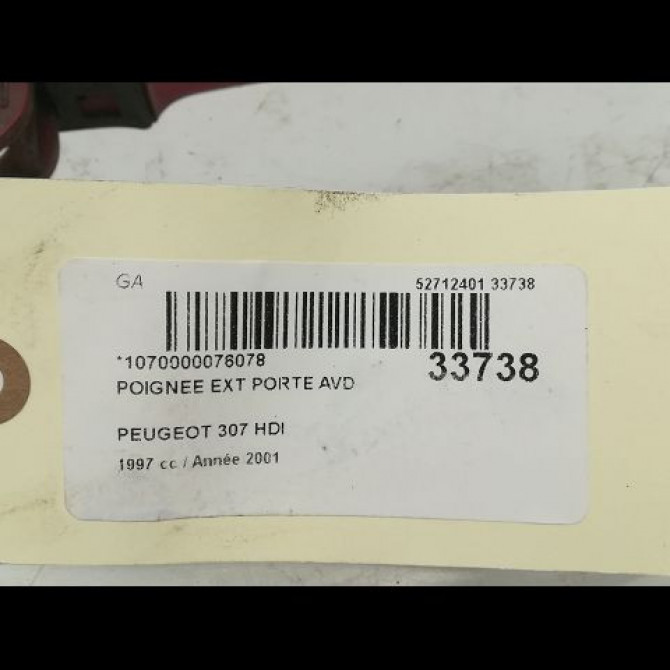 GA
52712401 33738
*1070000076078
33738
POIGNEE EXT PORTE AVD
PEUGEOT 307 HDI
1997 cc / Année 2001